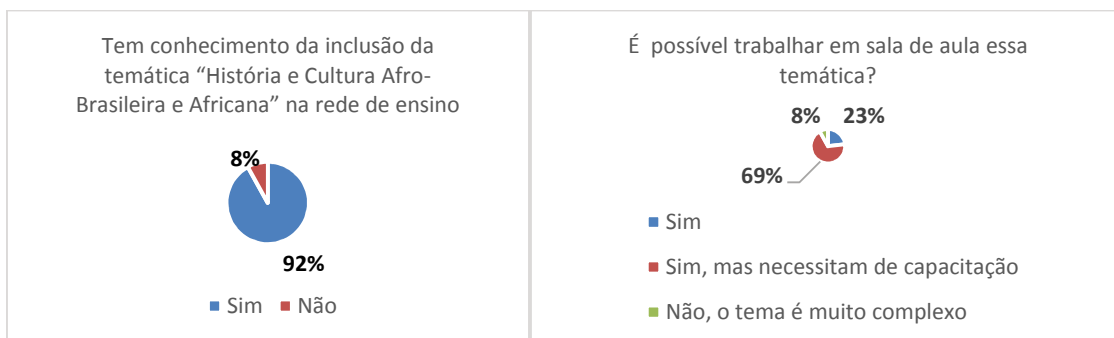 Tem conhecimento da inclusão da
temática “História e Cultura Afro-
Brasileira e Africana” na rede de ensino
8%
92%
Sim Não
É possível trabalhar em sala de aula essa
temática?
8% 23%
69%
Sim
Sim, mas necessitam de capacitação
Não, o tema é muito complexo